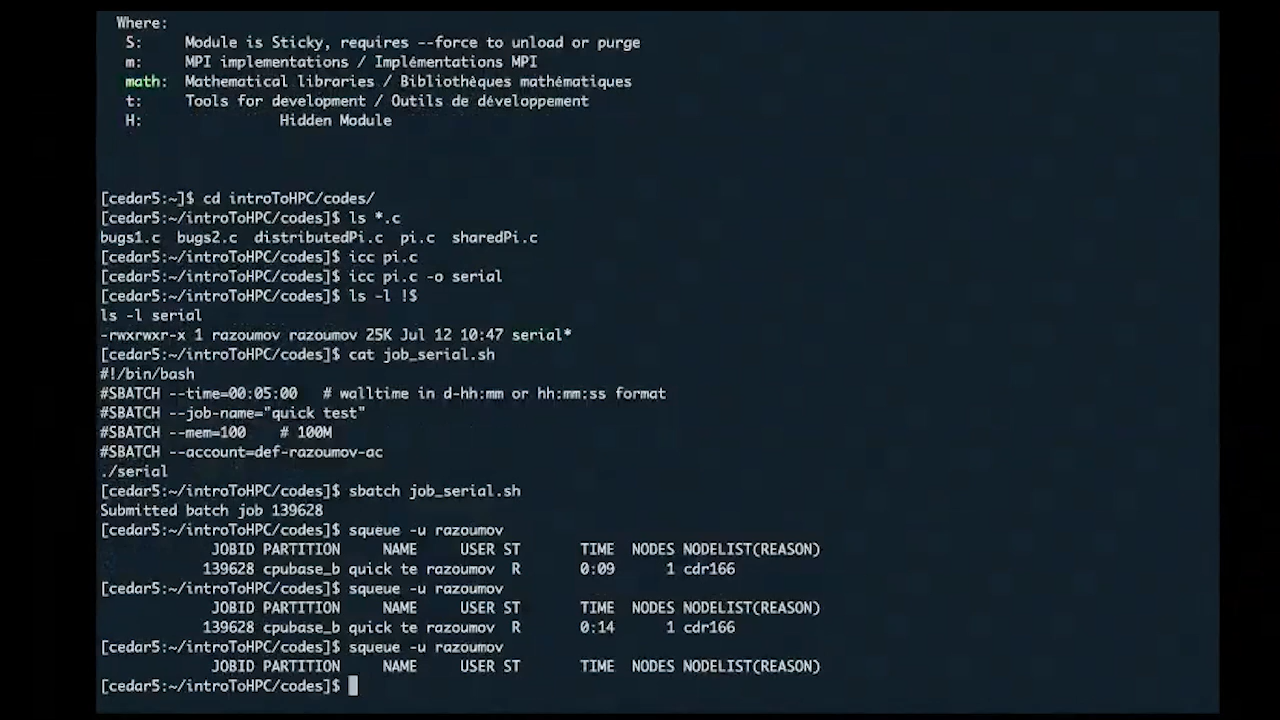 Where:
S: Module is Sticky, requires --force to unload or purge
m: MPI implementations / Implémentations MPI
math: Mathematical libraries / Bibliothèques mathématiques
t: Tools for development / Outils de développement
H: Hidden Module
[cedar5:~]$ cd introToHPC/codes/
[cedar5:~/introToHPC/codes]$ ls *.c
bugs1.c bugs2.c distributedPi.c pi.c sharedPi.c
[cedar5:~/introToHPC/codes]$ icc pi.c
[cedar5:~/introToHPC/codes]$ icc pi.c -o serial
[cedar5:~/introToHPC/codes]$ ls -l !$
ls -l serial
-rwxrwxr-x 1 razoumov razoumov 25K Jul 12 10:47 serial*
[cedar5:~/introToHPC/codes]$ cat job_serial.sh
#!/bin/bash
#SBATCH --time=00:05:00 # walltime in d-hh:mm or hh:mm:ss format
#SBATCH --job-name="quick test"
#SBATCH --mem=100 # 100M
#SBATCH --account=def-razoumov-ac
./serial
[cedar5:~/introToHPC/codes]$ sbatch job_serial.sh
Submitted batch job 139628
[cedar5:~/introToHPC/codes]$ squeue -u razoumov
JOBID PARTITION NAME USER ST TIME NODES NODELIST(REASON)
139628 cpubase_b quick te razoumov R 0:09 1 cdr166
[cedar5:~/introToHPC/codes]$ squeue -u razoumov
JOBID PARTITION NAME USER ST TIME NODES NODELIST(REASON)
139628 cpubase_b quick te razoumov R 0:14 1 cdr166
[cedar5:~/introToHPC/codes]$ squeue -u razoumov
JOBID PARTITION NAME USER ST TIME NODES NODELIST(REASON)
[cedar5:~/introToHPC/codes]$